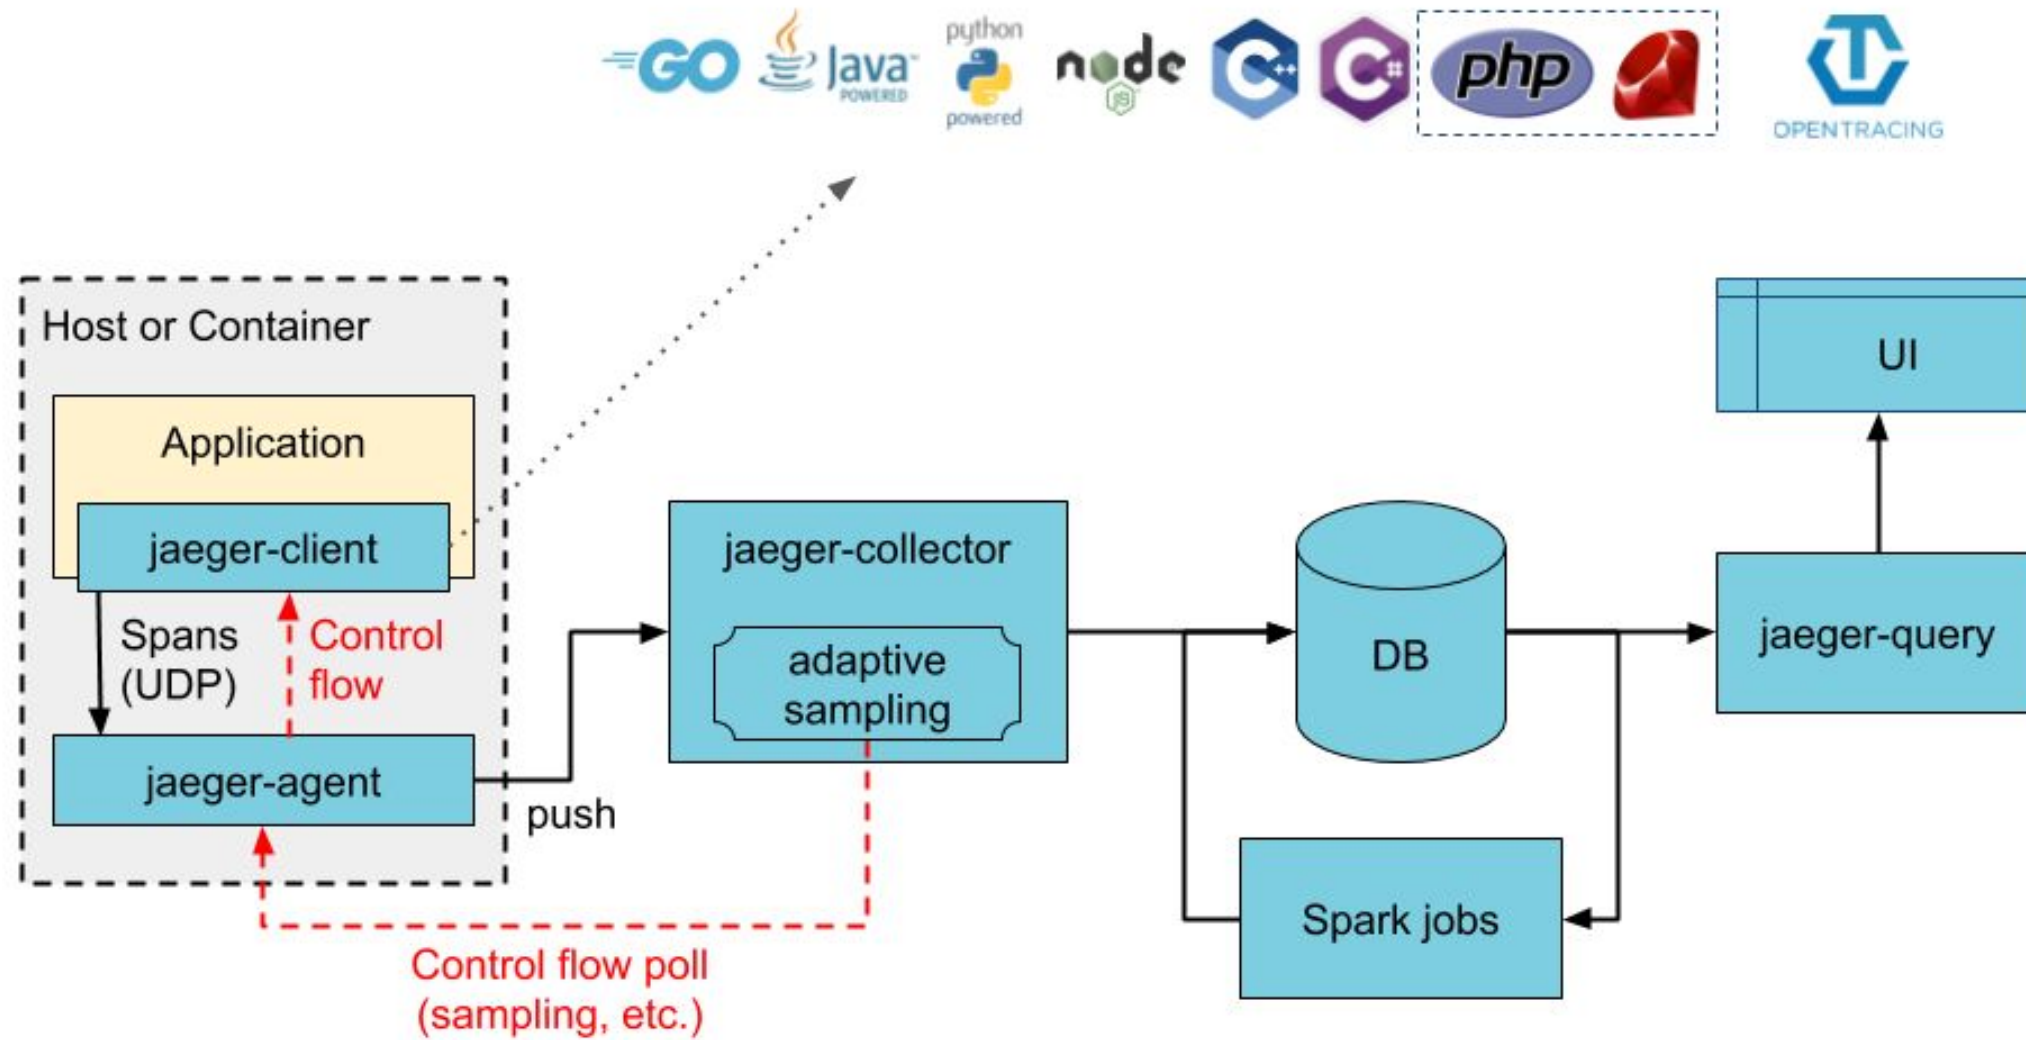 GO
Java
POWERED
python
powered
node
JS
C++
C#
php
OPENTRACING
Host or Container
Application
jaeger-client
Spans
(UDP)
Control
flow
jaeger-agent
push
Control flow poll
(sampling, etc.)
jaeger-collector
adaptive
sampling
DB
Spark jobs
jaeger-query
UI